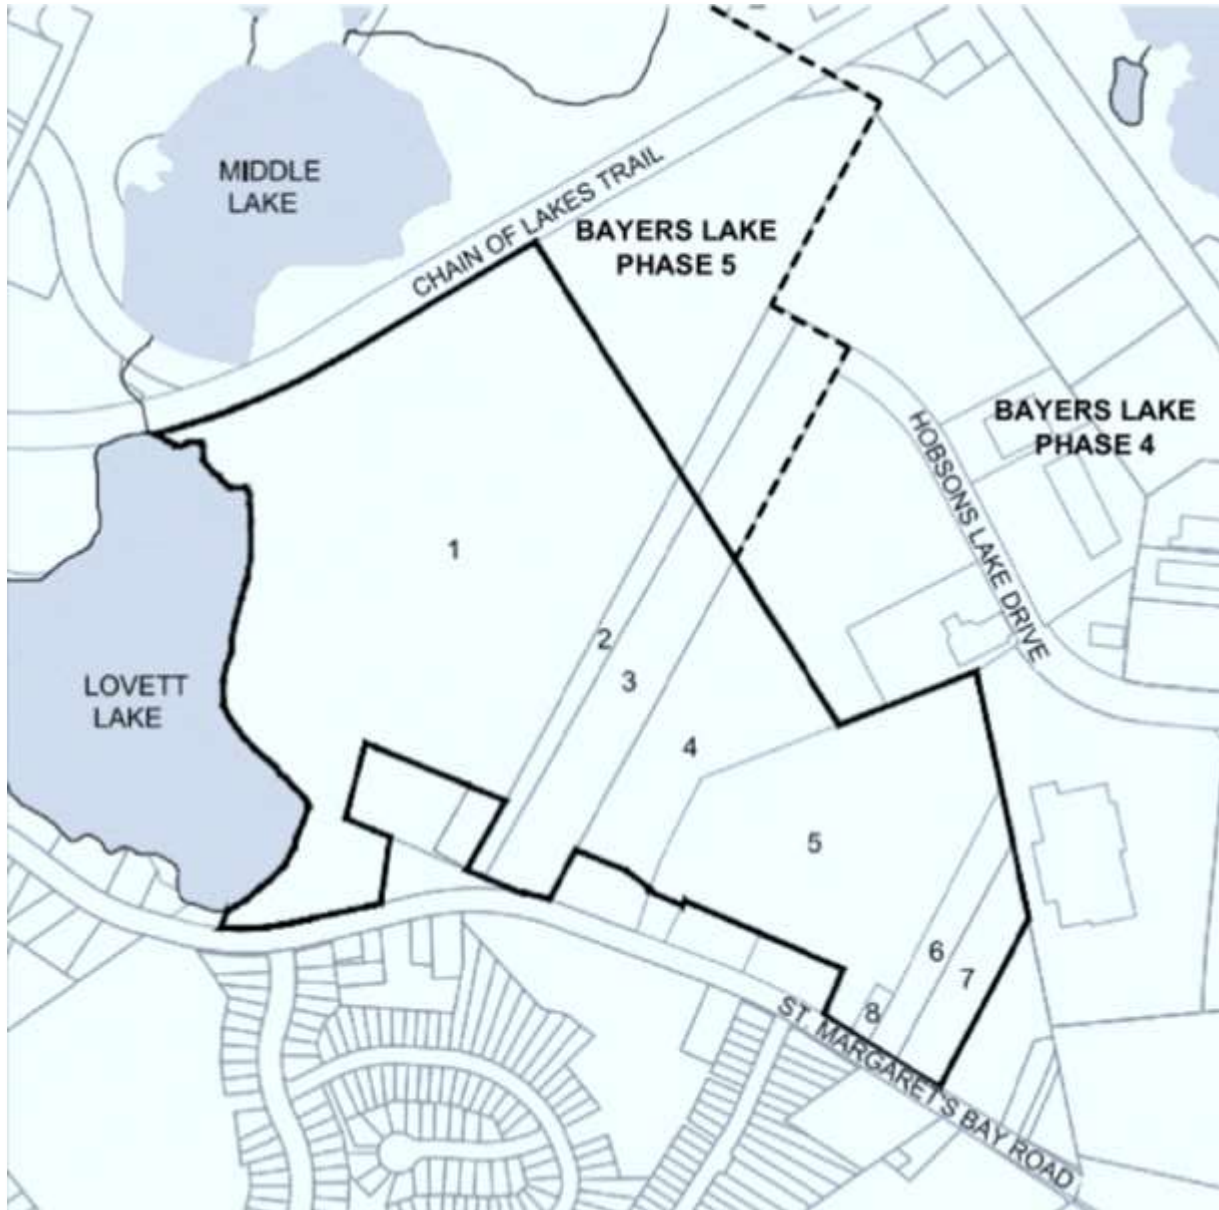 MIDDLE
LAKE
CHAIN OF LAKES TRAIL
BAYERS LAKE
PHASE 5
HOBSONS LAKE DRIVE
BAYERS LAKE
PHASE 4
1
2
3
LOVETT
LAKE
4
5
6
7
8
ST. MARGARET'S BAY ROAD